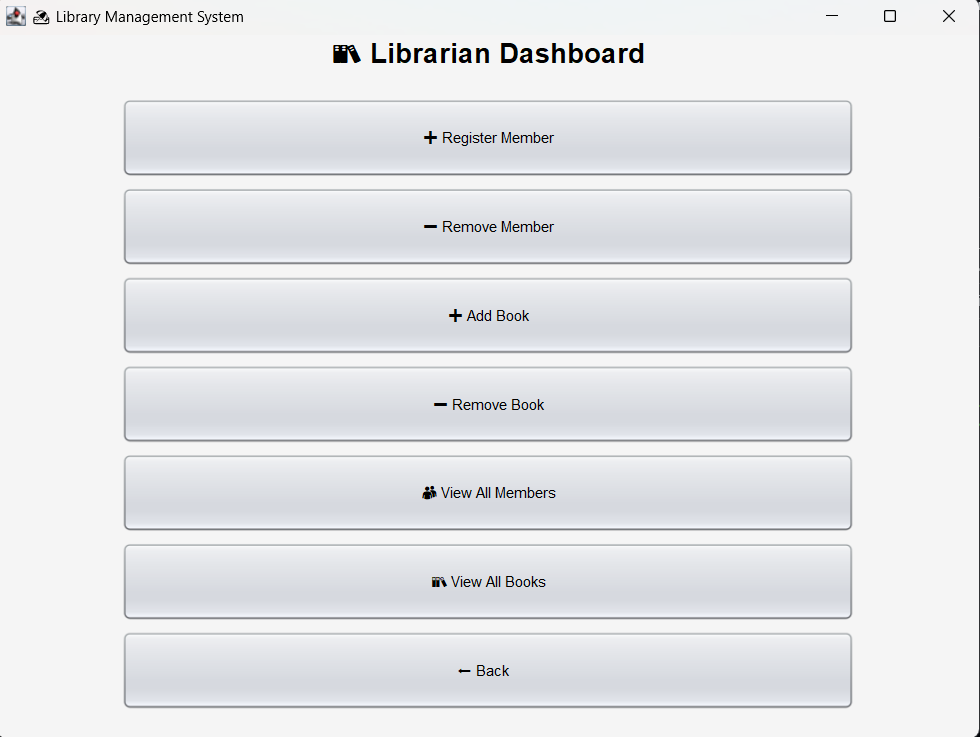 Library Management System
📚 Librarian Dashboard
➕ Register Member
➖ Remove Member
➕ Add Book
➖ Remove Book
👥 View All Members
📚 View All Books
← Back